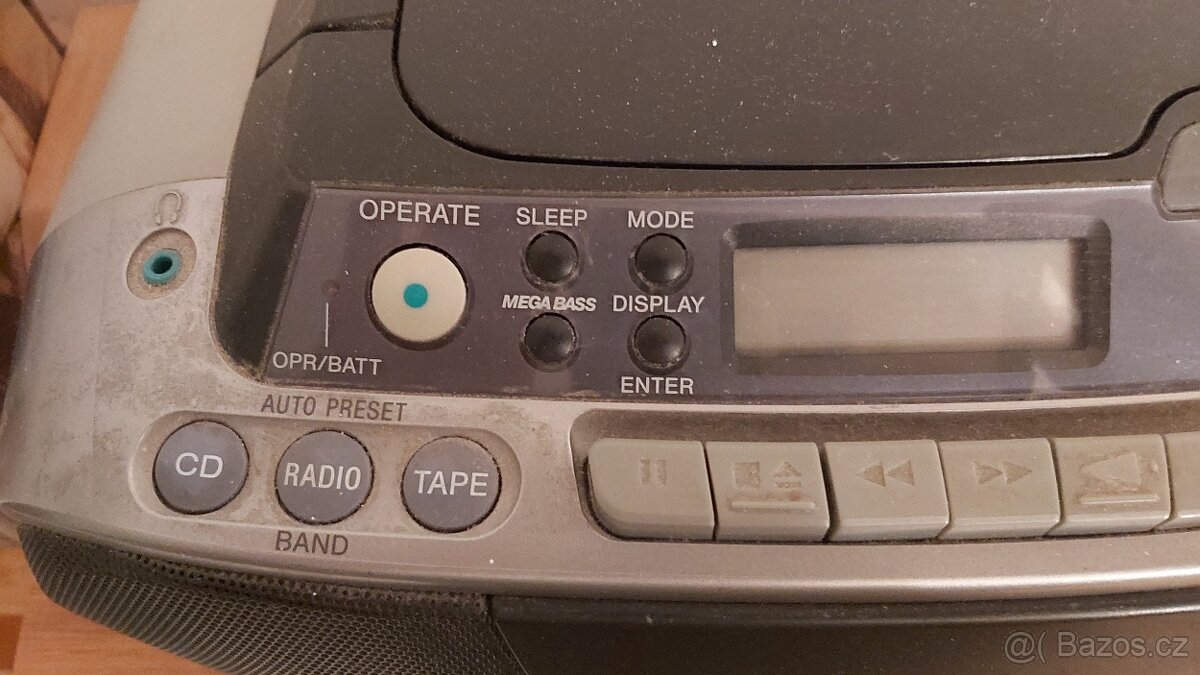 OPERATE
SLEEP
MODE
MEGA BASS
DISPLAY
OPR/BATT
ENTER
AUTO PRESET
CD
RADIO
TAPE
BAND
@( Bazos.cz